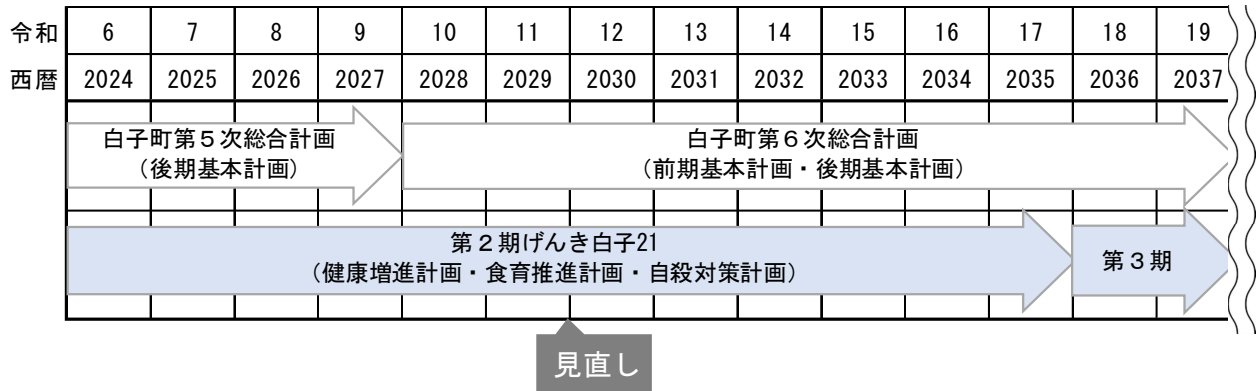 令和 6 7 8 9 10 11 12 13 14 15 16 17 18 19
西暦 2024 2025 2026 2027 2028 2029 2030 2031 2032 2033 2034 2035 2036 2037
白子町第5次総合計画
(後期基本計画)
白子町第6次総合計画
(前期基本計画・後期基本計画)
第2期げんき白子21
(健康増進計画・食育推進計画・自殺対策計画)
第3期
見直し